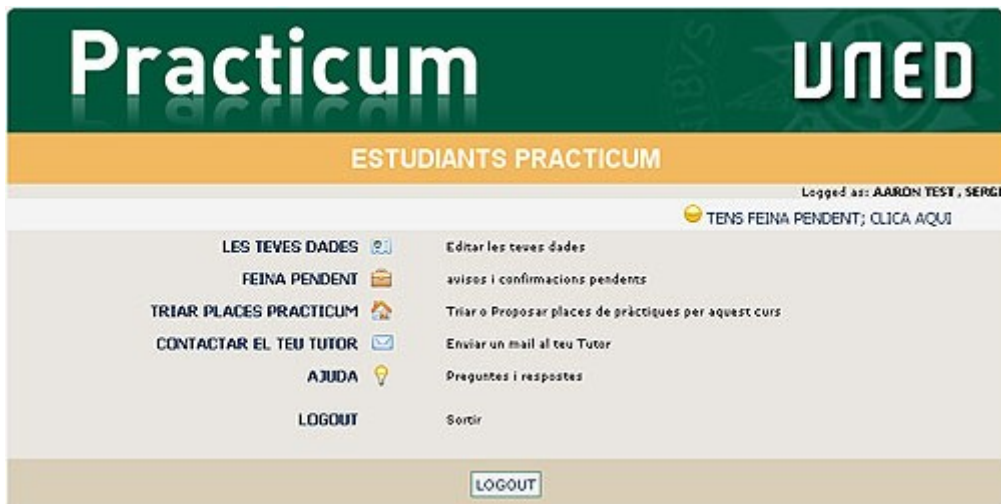 Practicum UNED
ESTUDIANTS PRACTICUM
Logged as: AARON TEST , SERGI
TENS FEINA PENDENT; CLICA AQUI
LES TEVES DADES Editar les teves dades
FEINA PENDENT avisos i confirmacions pendents
TRIAR PLACES PRACTICUM Triar o Proposar places de pràctiques per aquest curs
CONTACTAR EL TEU TUTOR Enviar un mail al teu Tutor
AJUDA Preguntes i respostes
LOGOUT Sortir
LOGOUT